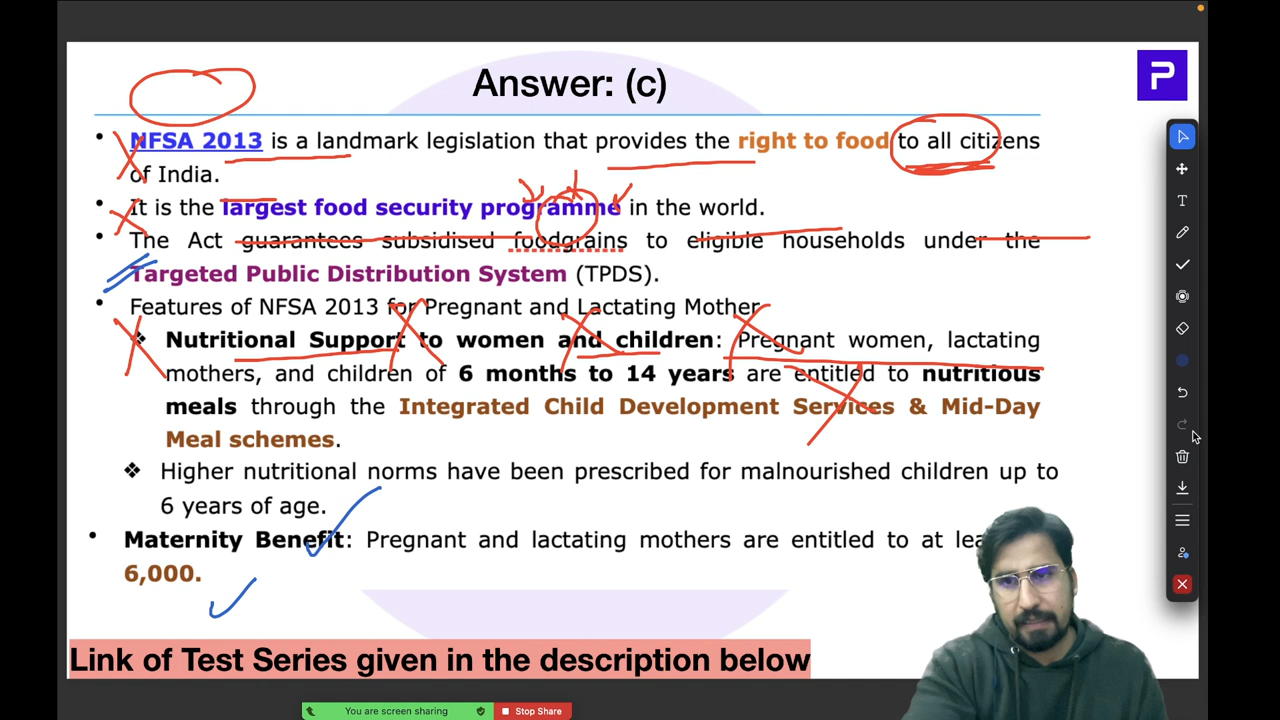 Answer: (c)
P
• NFSA 2013 is a landmark legislation that provides the right to food to all citizens
of India.
• It is the largest food security programme in the world.
• The Act guarantees subsidised foodgrains to eligible households under the
Targeted Public Distribution System (TPDS).
• Features of NFSA 2013 for Pregnant and Lactating Mother
❖ Nutritional Support to women and children: Pregnant women, lactating
mothers, and children of 6 months to 14 years are entitled to nutritious
meals through the Integrated Child Development Services & Mid-Day
Meal schemes.
❖ Higher nutritional norms have been prescribed for malnourished children up to
6 years of age.
• Maternity Benefit: Pregnant and lactating mothers are entitled to at
6,000.
Link of Test Series given in the description below
You are screen sharing
Stop Share
T